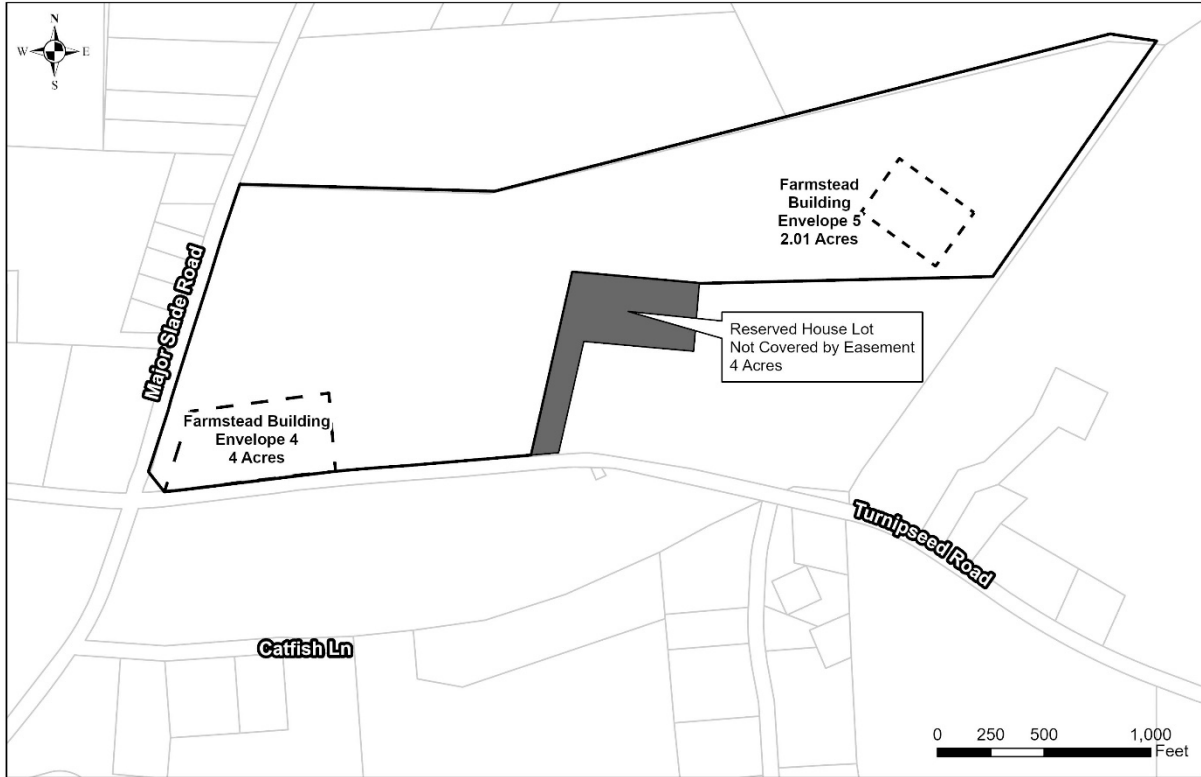 N
W E
S
Farmstead
Building
Envelope 5
2.01 Acres
Major Slade Road
Reserved House Lot
Not Covered by Easement
4 Acres
Farmstead Building
Envelope 4
4 Acres
Turnipseed Road
Catfish Ln
0 250 500 1,000
Feet